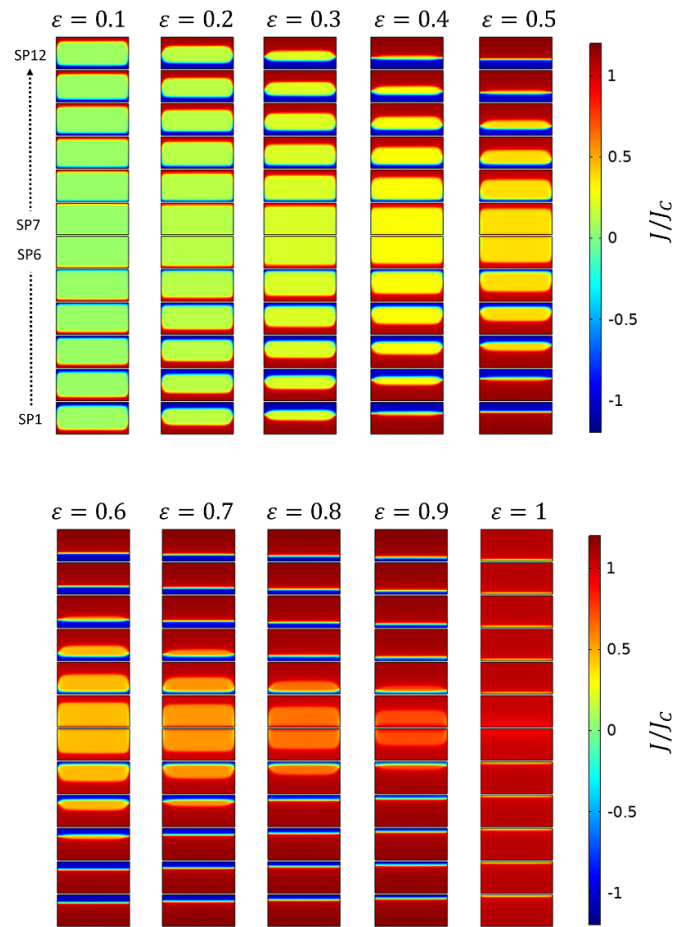 ε = 0.1 ε = 0.2 ε = 0.3 ε = 0.4 ε = 0.5
SP12
SP7
SP6
SP1
1
0.5
0
-0.5
-1
J/J_C
ε = 0.6 ε = 0.7 ε = 0.8 ε = 0.9 ε = 1
1
0.5
0
-0.5
-1
J/J_C